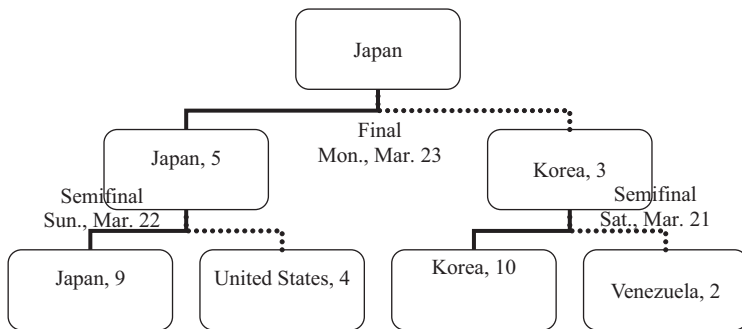 Japan
Final
Mon., Mar. 23
Japan, 5
Korea, 3
Semifinal
Sun., Mar. 22
Semifinal
Sat., Mar. 21
Japan, 9
United States, 4
Korea, 10
Venezuela, 2